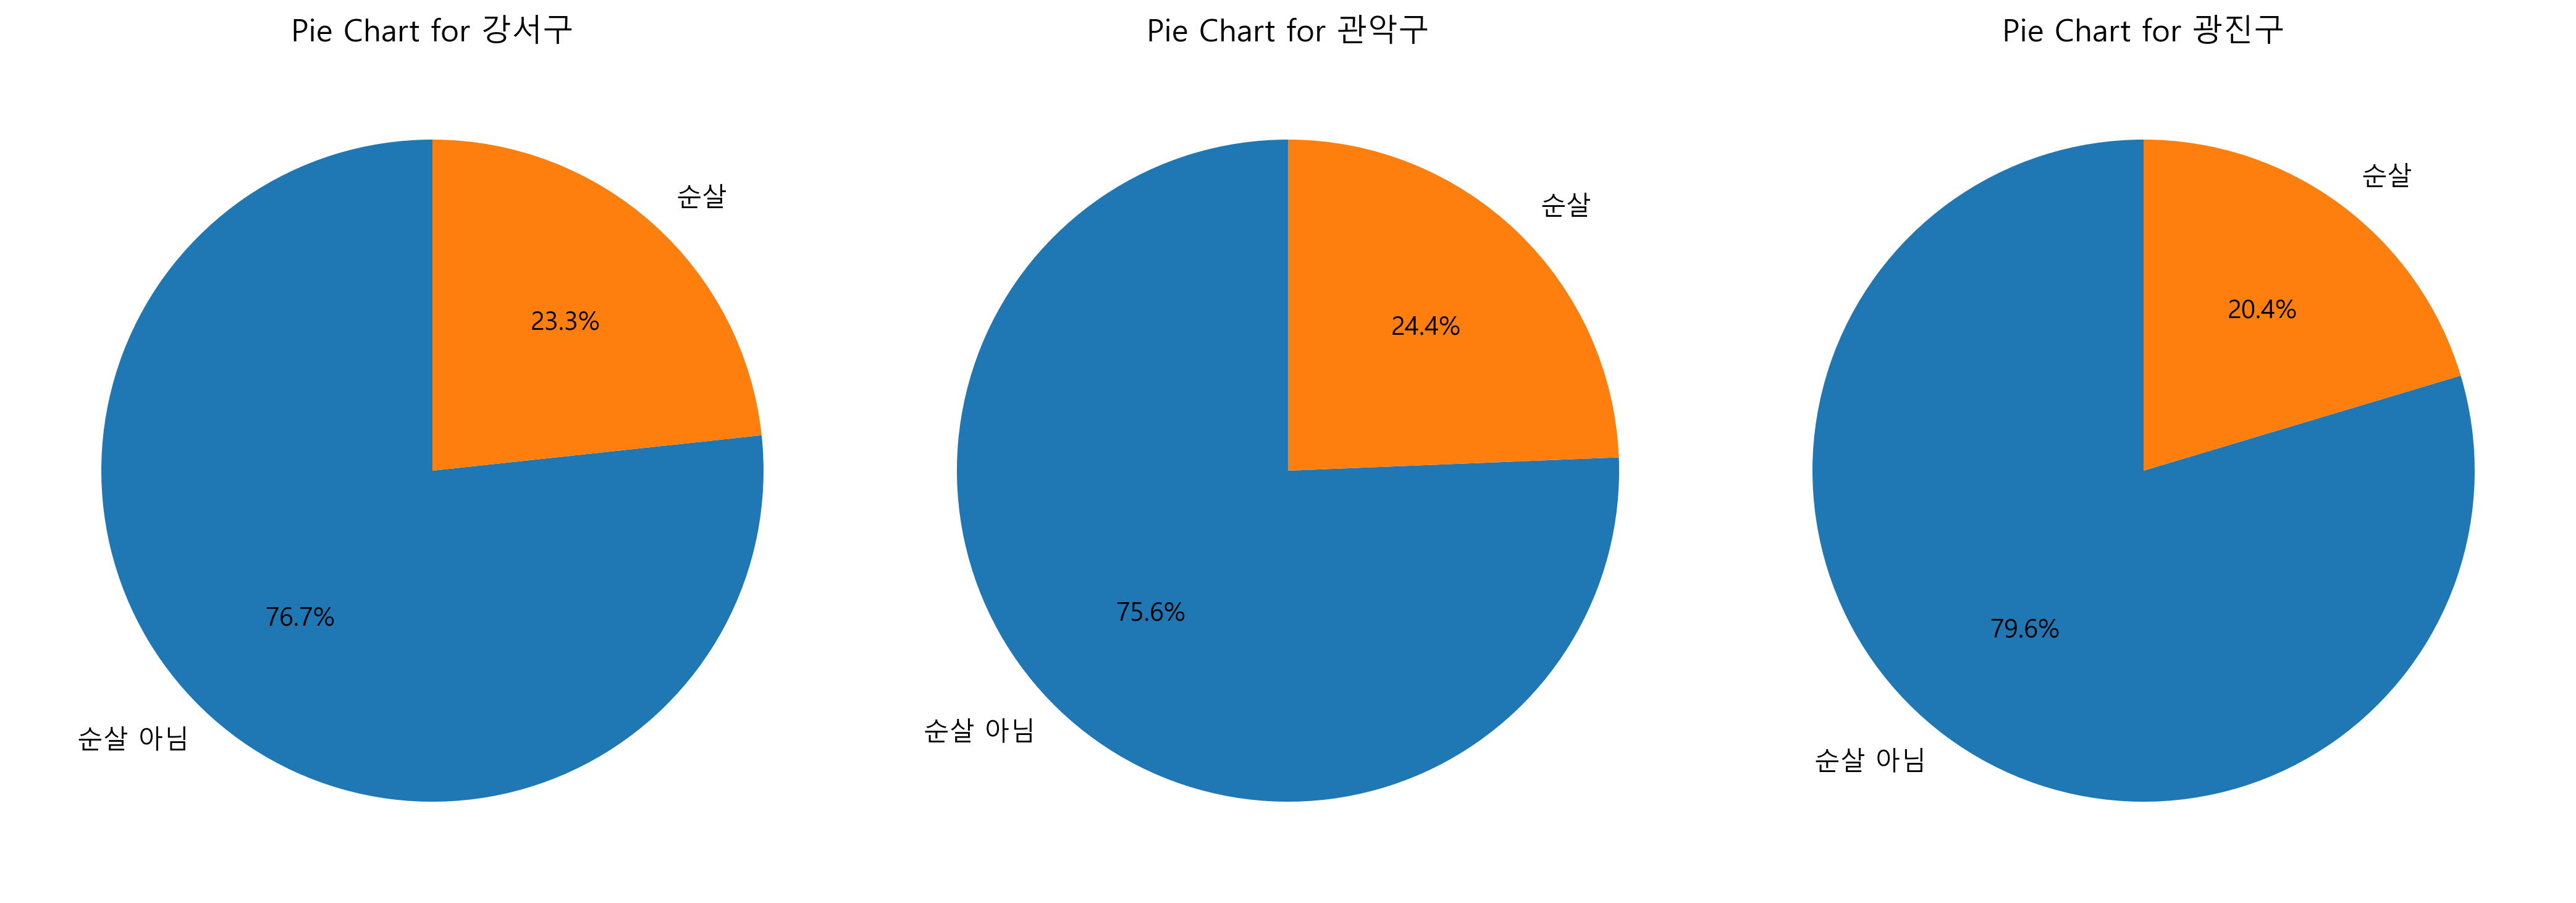 Pie Chart for 강서구
순살
23.3%
76.7%
순살 아님
Pie Chart for 관악구
순살
24.4%
75.6%
순살 아님
Pie Chart for 광진구
순살
20.4%
79.6%
순살 아님